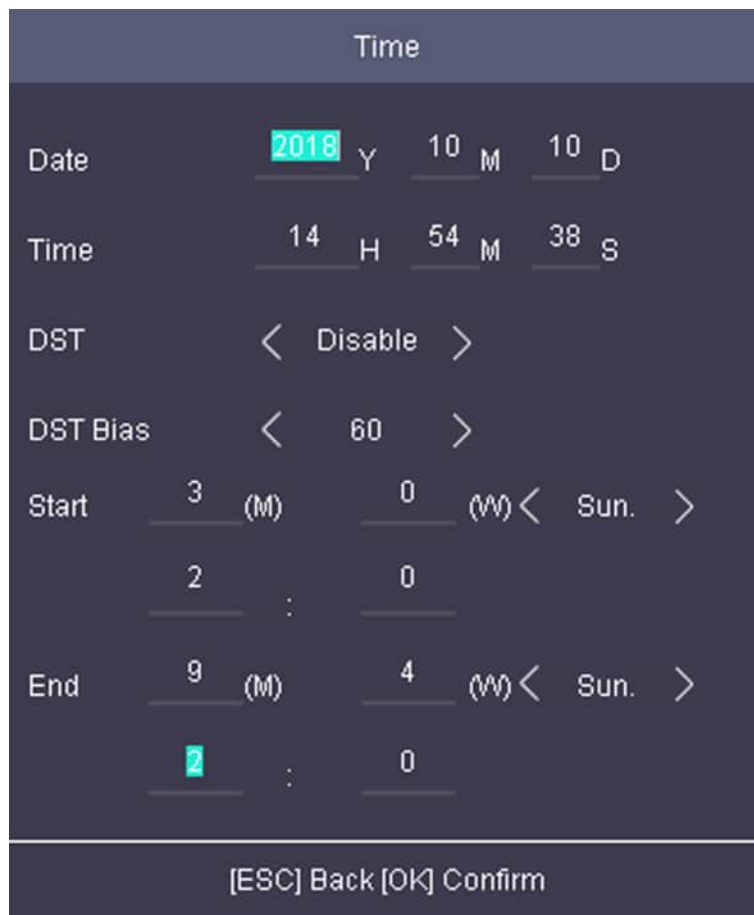 Time
Date 2018 Y 10 M 10 D
Time 14 H 54 M 38 S
DST < Disable >
DST Bias < 60 >
Start 3 (M) 0 (W) < Sun. >
2 : 0
End 9 (M) 4 (W) < Sun. >
2 : 0
[ESC] Back [OK] Confirm